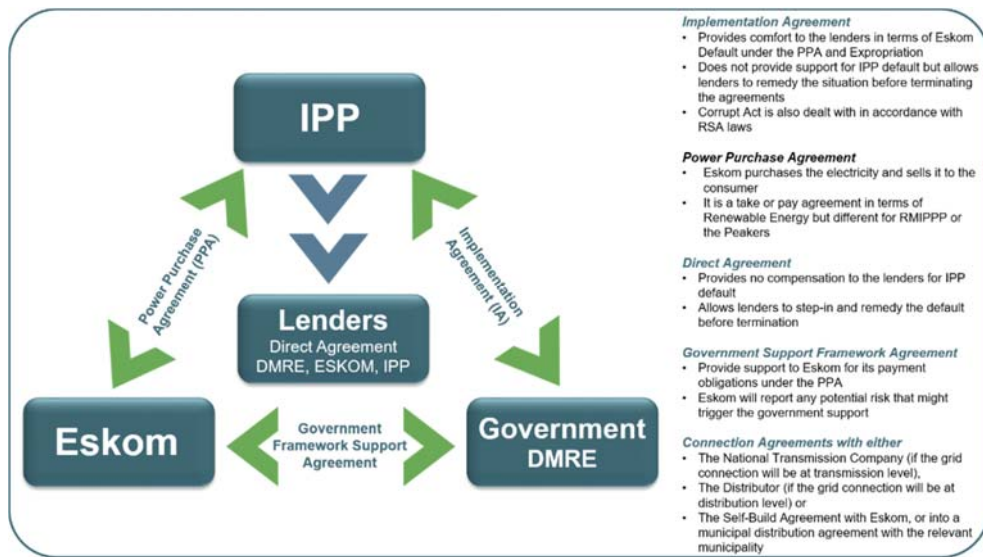 IPP
Power Purchase
Agreement (PPA)
Implementation
Agreement (IA)
Lenders
Direct Agreement
DMRE, ESKOM, IPP
Eskom
Government
Framework Support
Agreement
Government
DMRE
Implementation Agreement
• Provides comfort to the lenders in terms of Eskom
Default under the PPA and Expropriation
• Does not provide support for IPP default but allows
lenders to remedy the situation before terminating
the agreements
• Corrupt Act is also dealt with in accordance with
RSA laws
Power Purchase Agreement
• Eskom purchases the electricity and sells it to the
consumer
• It is a take or pay agreement in terms of
Renewable Energy but different for RMIPPP or
the Peakers
Direct Agreement
• Provides no compensation to the lenders for IPP
default
• Allows lenders to step-in and remedy the default
before termination
Government Support Framework Agreement
• Provide support to Eskom for its payment
obligations under the PPA
• Eskom will report any potential risk that might
trigger the government support
Connection Agreements with either
• The National Transmission Company (if the grid
connection will be at transmission level),
• The Distributor (if the grid connection will be at
distribution level) or
• The Self-Build Agreement with Eskom, or into a
municipal distribution agreement with the relevant
municipality